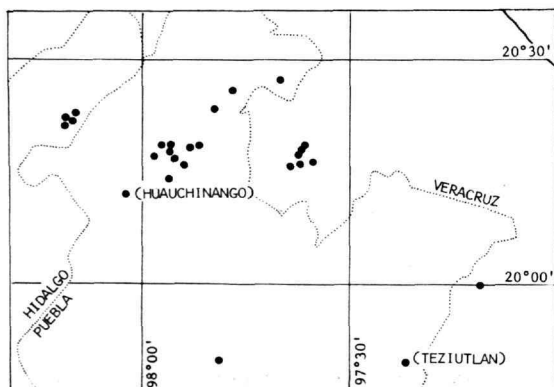 20°30'
(HUAUCHINANGO)
VERACRUZ
HIDALGO
PUEBLA
20°00'
98°00'
97°30'
(TEZIUTLAN)